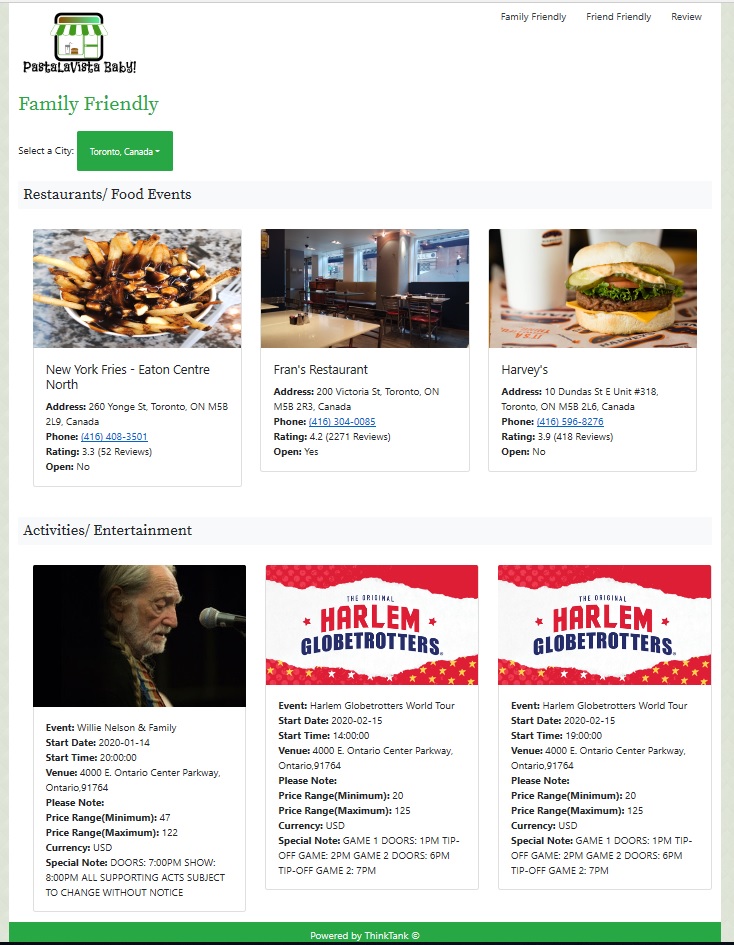 Family Friendly Friend Friendly Review
PastaLaVista Baby!
Family Friendly
Select a City: Toronto, Canada
Restaurants/ Food Events
New York Fries - Eaton Centre
North
Address: 260 Yonge St, Toronto, ON M5B
2L9, Canada
Phone: (416) 408-3501
Rating: 3.3 (52 Reviews)
Open: No
Fran's Restaurant
Address: 200 Victoria St, Toronto, ON
M5B 2R3, Canada
Phone: (416) 304-0085
Rating: 4.2 (2271 Reviews)
Open: Yes
Harvey's
Address: 10 Dundas St E Unit #318,
Toronto, ON M5B 2L6, Canada
Phone: (416) 596-8276
Rating: 3.9 (418 Reviews)
Open: No
Activities/ Entertainment
Event: Willie Nelson & Family
Start Date: 2020-01-14
Start Time: 20:00:00
Venue: 4000 E. Ontario Center Parkway,
Ontario,91764
Please Note:
Price Range(Minimum): 47
Price Range(Maximum): 122
Currency: USD
Special Note: DOORS: 7:00PM SHOW:
8:00PM ALL SUPPORTING ACTS SUBJECT
TO CHANGE WITHOUT NOTICE
THE ORIGINAL
HARLEM
GLOBETROTTERS.
Event: Harlem Globetrotters World Tour
Start Date: 2020-02-15
Start Time: 14:00:00
Venue: 4000 E. Ontario Center Parkway,
Ontario,91764
Please Note:
Price Range(Minimum): 20
Price Range(Maximum): 125
Currency: USD
Special Note: GAME 1 DOORS: 1PM TIP-
OFF GAME: 2PM GAME 2 DOORS: 6PM
TIP-OFF GAME 2: 7PM
THE ORIGINAL
HARLEM
GLOBETROTTERS.
Event: Harlem Globetrotters World Tour
Start Date: 2020-02-15
Start Time: 19:00:00
Venue: 4000 E. Ontario Center Parkway,
Ontario,91764
Please Note:
Price Range(Minimum): 20
Price Range(Maximum): 125
Currency: USD
Special Note: GAME 1 DOORS: 1PM TIP-
OFF GAME: 2PM GAME 2 DOORS: 6PM
TIP-OFF GAME 2: 7PM
Powered by ThinkTank ©